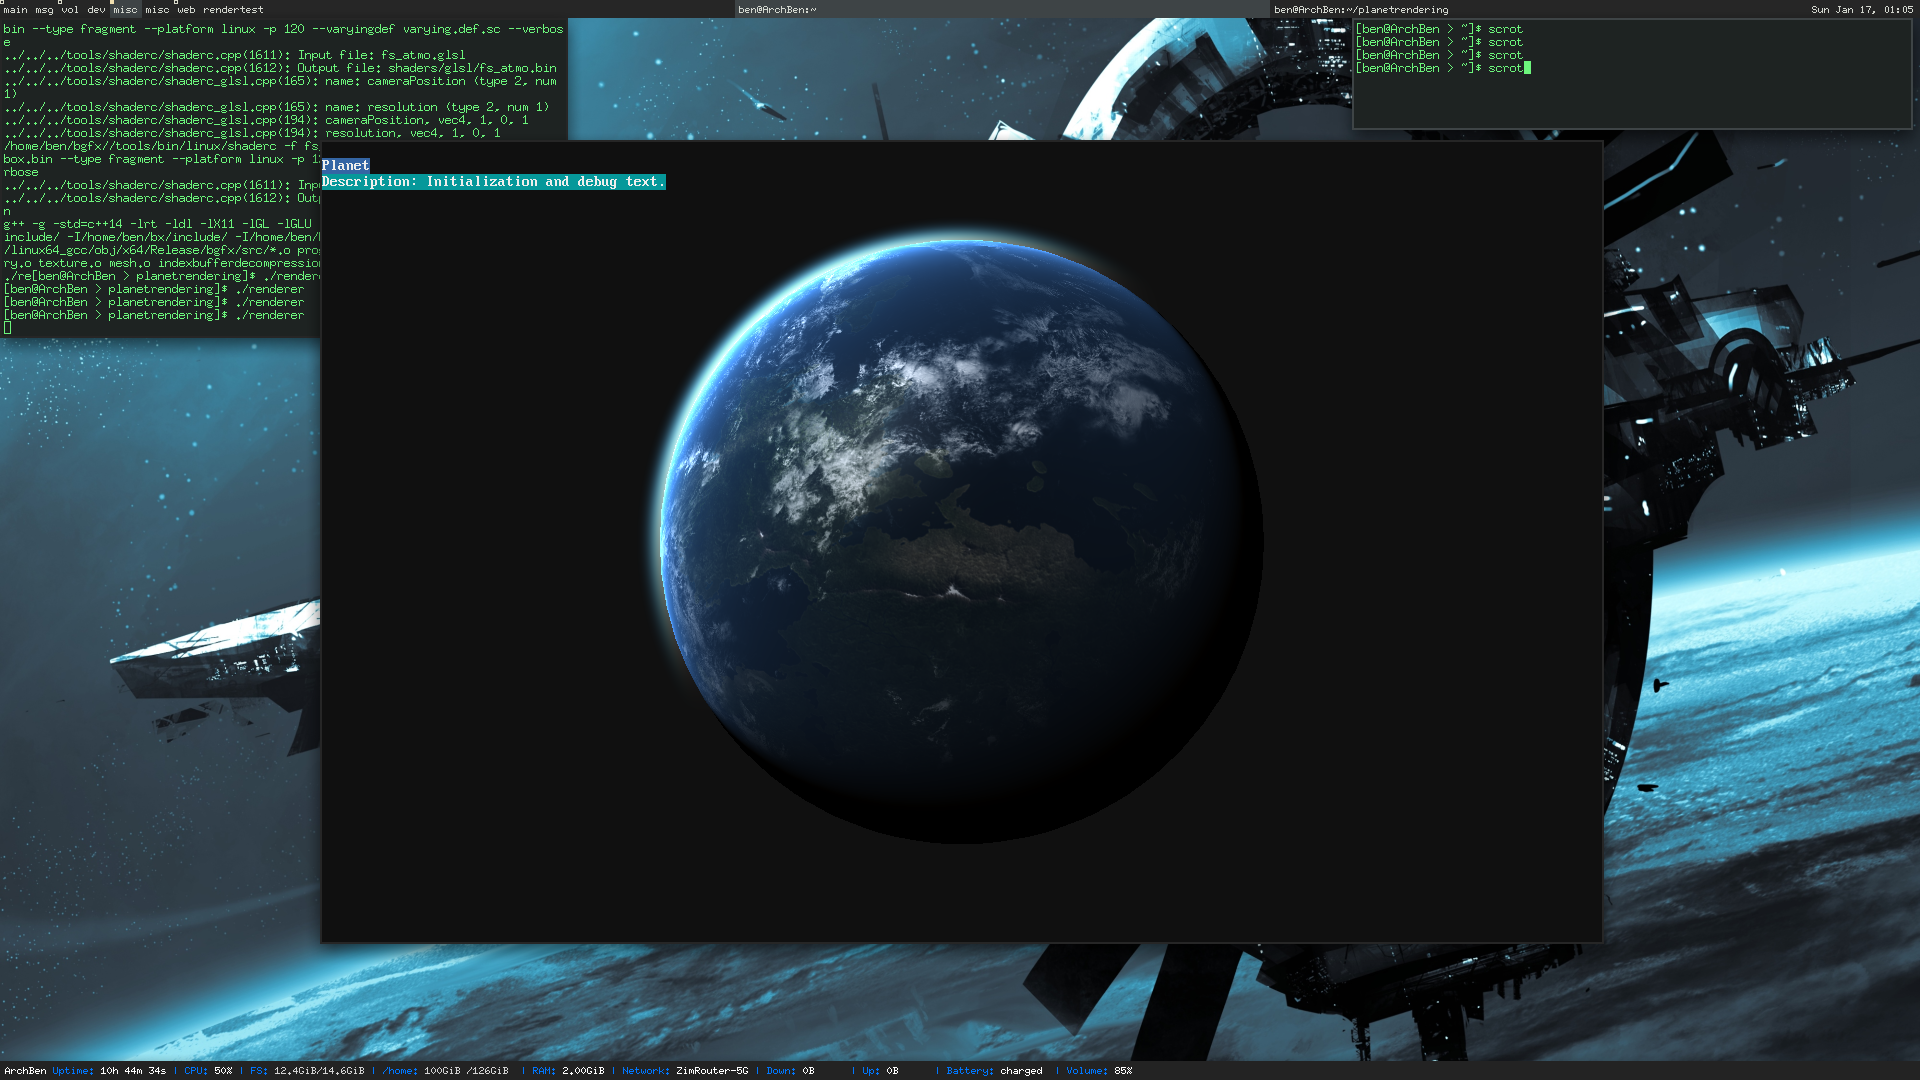 main msg vol dev misc misc web rendertest
ben@ArchBen:~
ben@ArchBen:~/planetrendering
Sun Jan 17, 01:05
bin --type fragment --platform linux -p 120 --varyingdef varying.def.sc --verbos
e
../../../tools/shaderc/shaderc.cpp(1611): Input file: fs_atmo.glsl
../../../tools/shaderc/shaderc.cpp(1612): Output file: shaders/glsl/fs_atmo.bin
../../../tools/shaderc/shaderc_glsl.cpp(165): name: cameraPosition (type 2, num
1)
../../../tools/shaderc/shaderc_glsl.cpp(165): name: resolution (type 2, num 1)
../../../tools/shaderc/shaderc_glsl.cpp(194): cameraPosition, vec4, 1, 0, 1
../../../tools/shaderc/shaderc_glsl.cpp(194): resolution, vec4, 1, 0, 1
/home/ben/bgfx//tools/bin/linux/shaderc -f fs_
box.bin --type fragment --platform linux -p 12
rbose
../../../tools/shaderc/shaderc.cpp(1611): Inp
../../../tools/shaderc/shaderc.cpp(1612): Out
n
g++ -g -std=c++14 -lrt -ldl -lX11 -lGL -lGLU
include/ -I/home/ben/bx/include/ -I/home/ben/
/linux64_gcc/obj/x64/Release/bgfx/src/*.o pro
ry.o texture.o mesh.o indexbufferdecompression
./re[ben@ArchBen > planetrendering]$ ./rendere
[ben@ArchBen > planetrendering]$ ./renderer
[ben@ArchBen > planetrendering]$ ./renderer
[ben@ArchBen > planetrendering]$ ./renderer
[ben@ArchBen > ~]$ scrot
[ben@ArchBen > ~]$ scrot
[ben@ArchBen > ~]$ scrot
[ben@ArchBen > ~]$ scrot
Planet
Description: Initialization and debug text.
ArchBen Uptime: 10h 44m 34s | CPU: 50% | FS: 12.4GiB/14.6GiB | /home: 100GiB /126GiB | RAM: 2.00GiB | Network: ZimRouter-5G | Down: 0B | Up: 0B | Battery: charged | Volume: 85%